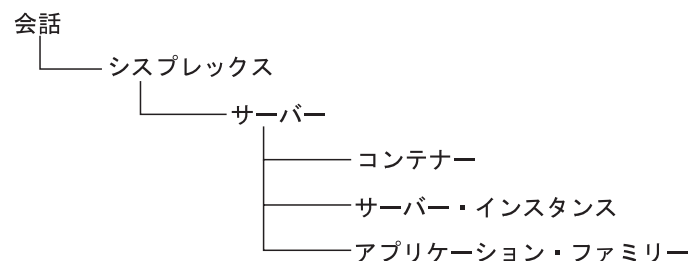 会話
シスプレックス
サーバー
コンテナー
サーバー・インスタンス
アプリケーション・ファミリー